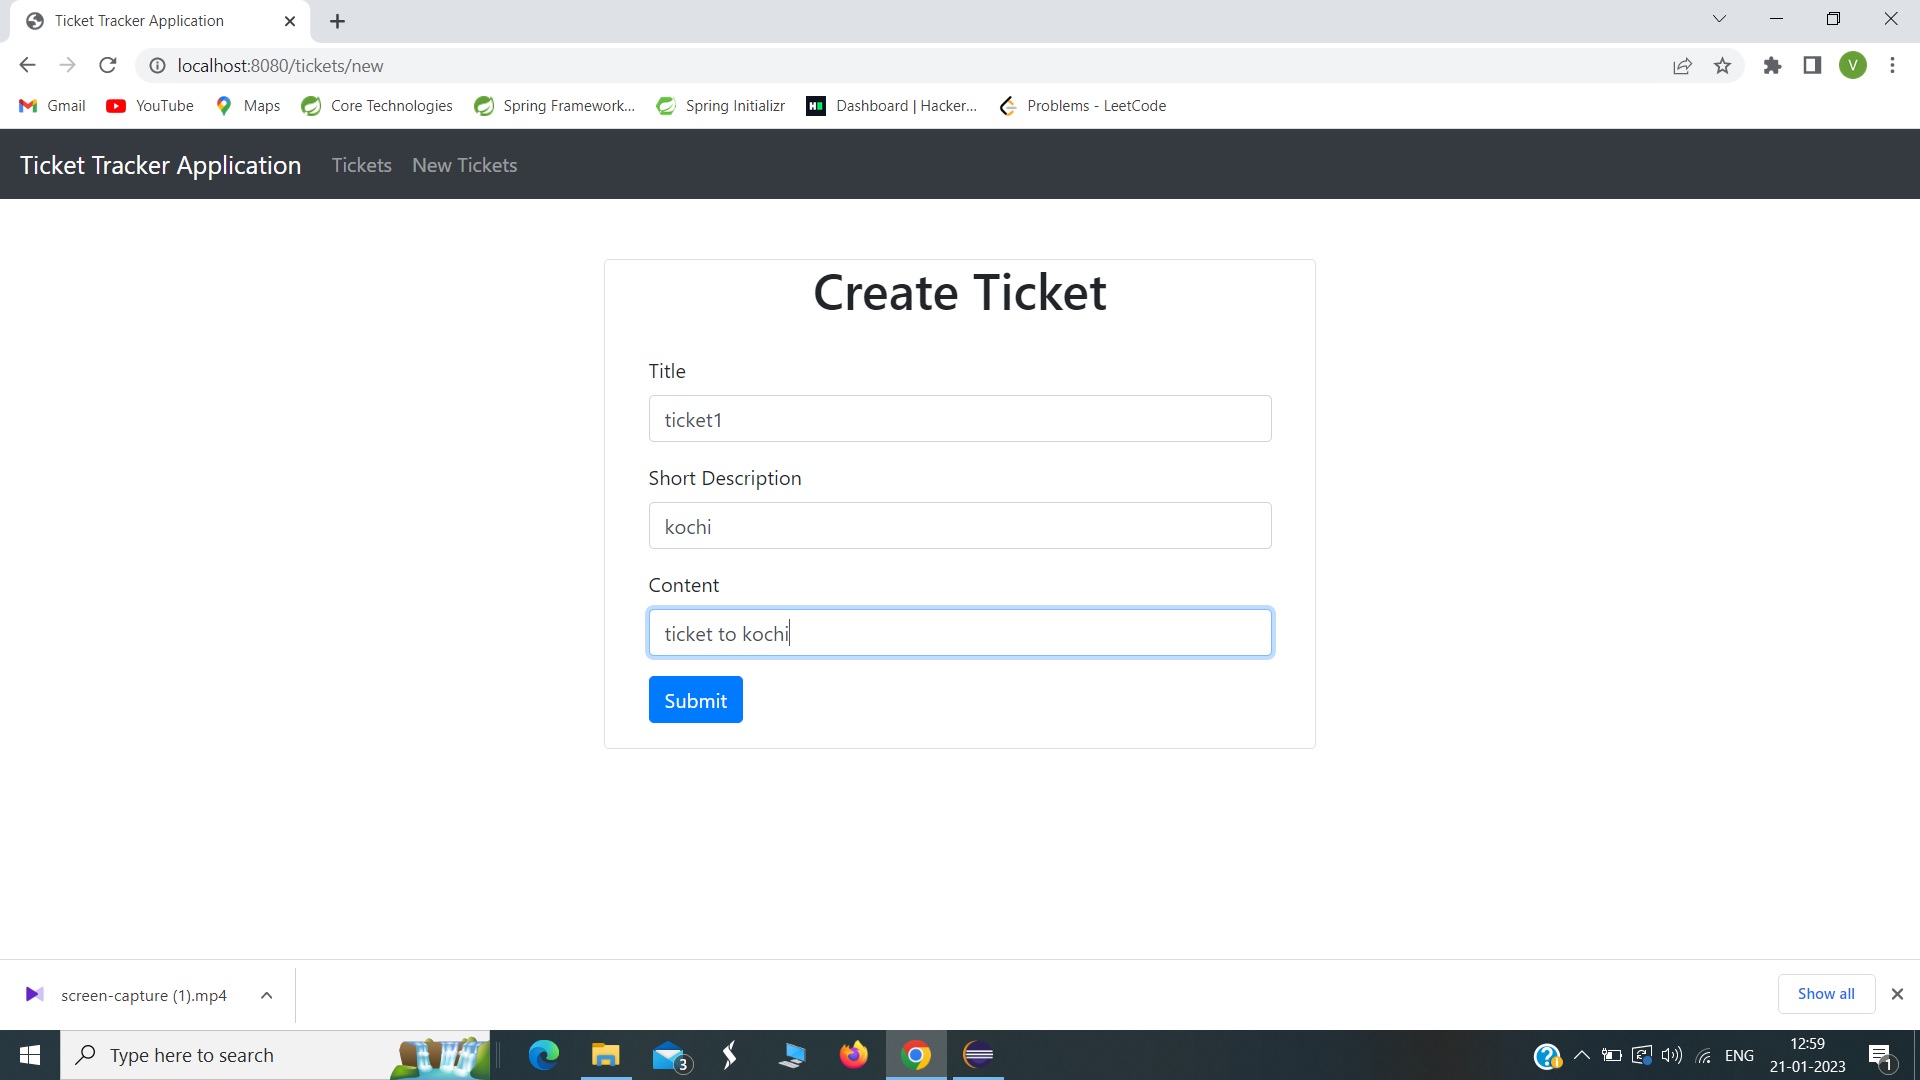 Ticket Tracker Application
localhost:8080/tickets/new
V
Gmail YouTube Maps Core Technologies Spring Framework... Spring Initializr Dashboard | Hacker... Problems - LeetCode
Ticket Tracker Application Tickets New Tickets
Create Ticket
Title
ticket1
Short Description
kochi
Content
ticket to kochi
Submit
screen-capture (1).mp4
Show all
Type here to search
3
ENG
12:59
21-01-2023
1